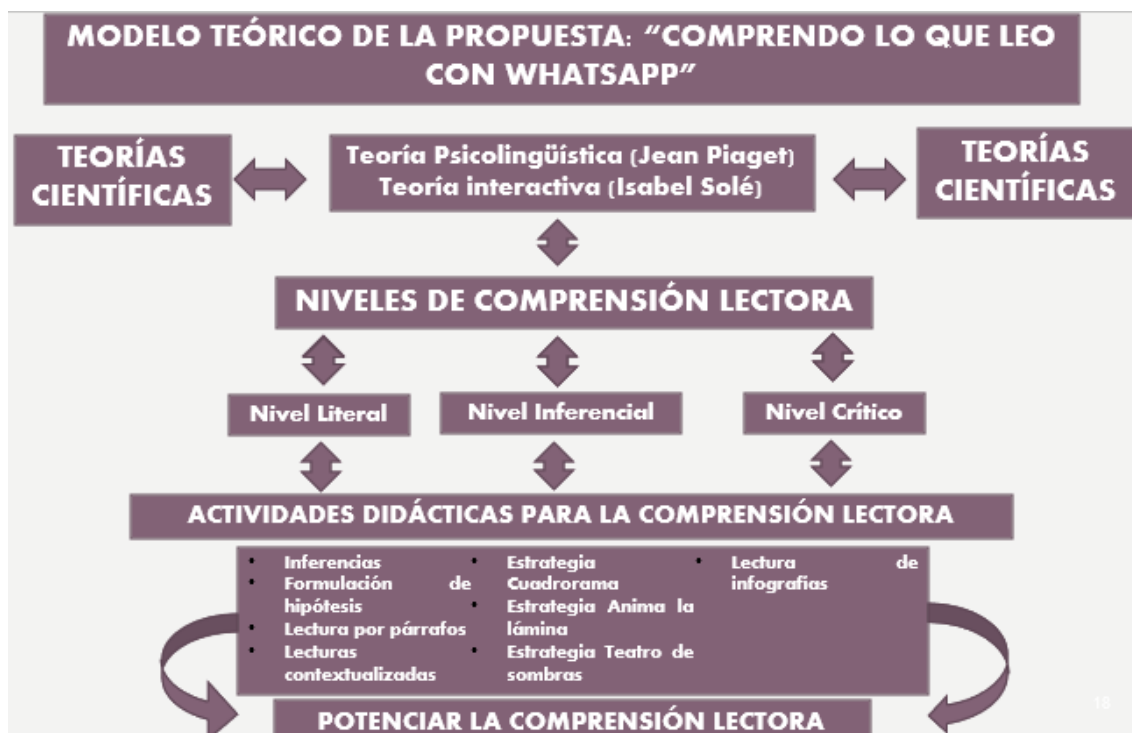 MODELO TEÓRICO DE LA PROPUESTA: “COMPRENDO LO QUE LEO
CON WHATSAPP”
TEORÍAS
CIENTÍFICAS
Teoría Psicolingüística (Jean Piaget)
Teoría interactiva (Isabel Solé)
TEORÍAS
CIENTÍFICAS
NIVELES DE COMPRENSIÓN LECTORA
Nivel Literal
Nivel Inferencial
Nivel Crítico
ACTIVIDADES DIDÁCTICAS PARA LA COMPRENSIÓN LECTORA
• Inferencias
• Formulación de
hipótesis
• Lectura por párrafos
• Lecturas
contextualizadas
• Estrategia
Cuadrorama
• Estrategia Anima la
lámina
• Estrategia Teatro de
sombras
• Lectura de
infografías
POTENCIAR LA COMPRENSIÓN LECTORA
18